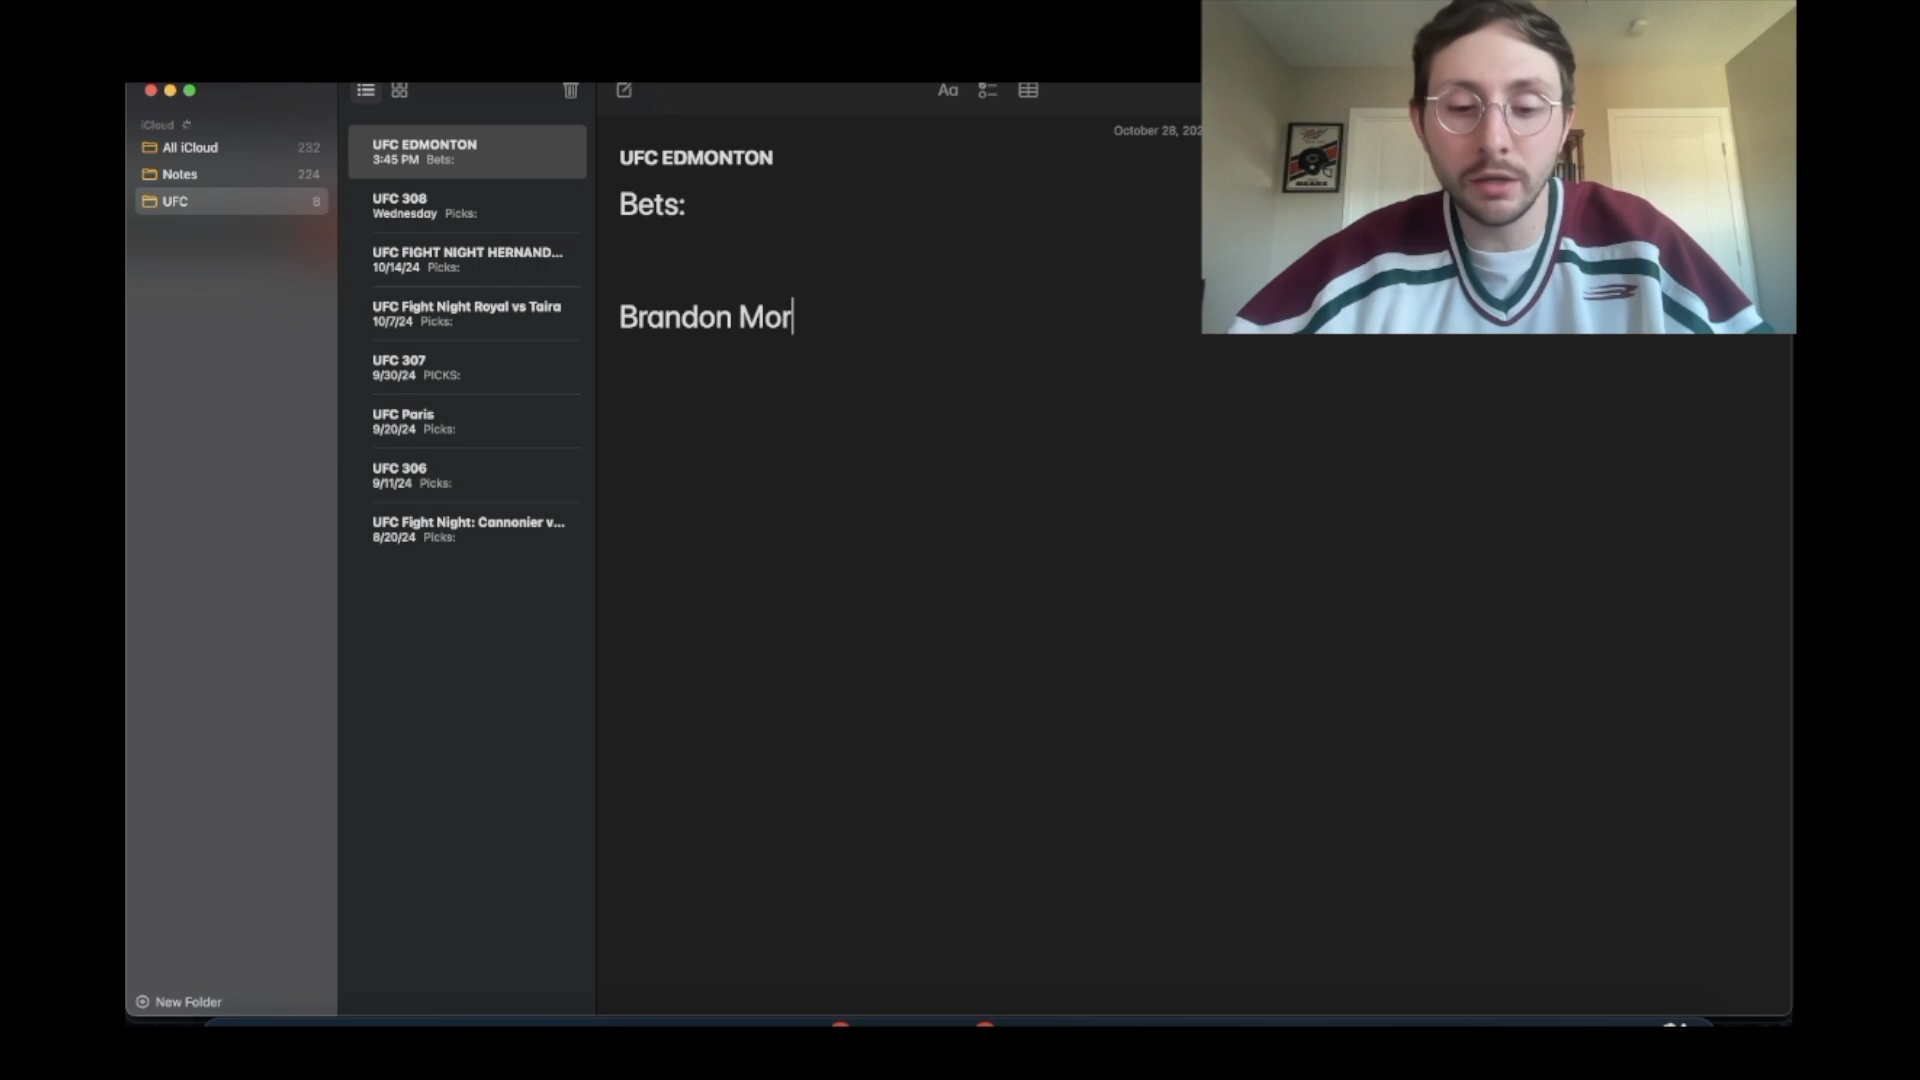 iCloud
All iCloud 232
Notes 224
UFC 8
New Folder
UFC EDMONTON
3:45 PM Bets:
UFC 308
Wednesday Picks:
UFC FIGHT NIGHT HERNAND...
10/14/24 Picks:
UFC Fight Night Royal vs Taira
10/7/24 Picks:
UFC 307
9/30/24 PICKS:
UFC Paris
9/20/24 Picks:
UFC 306
9/11/24 Picks:
UFC Fight Night: Cannonier v...
8/20/24 Picks:
Aa
October 28, 202
UFC EDMONTON
Bets:
Brandon Mor